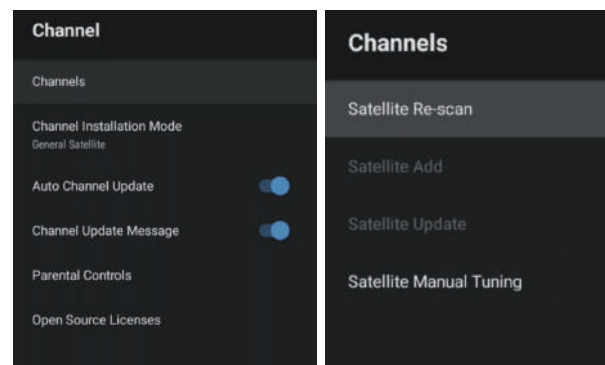 Channel
Channels
Channel Installation Mode
General Satellite
Auto Channel Update
Channel Update Message
Parental Controls
Open Source Licenses
Channels
Satellite Re-scan
Satellite Add
Satellite Update
Satellite Manual Tuning